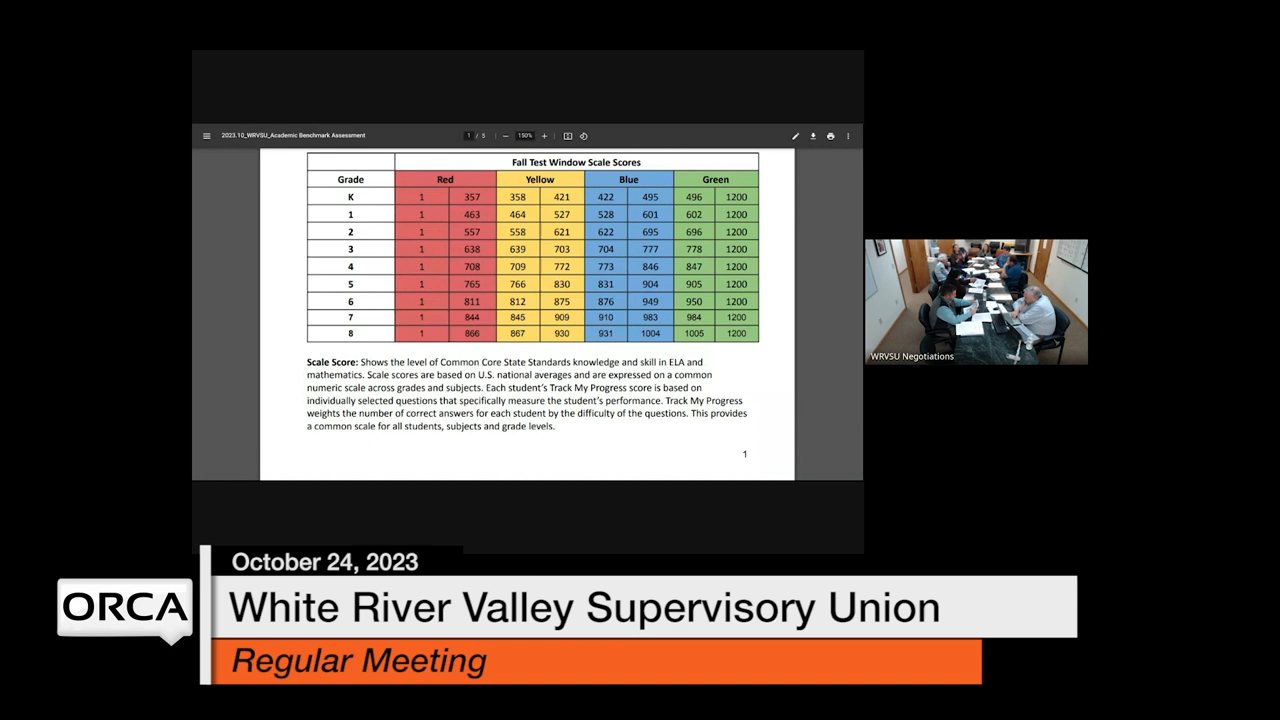 2023.10_WRVSU_Academic Benchmark Assessment
1 / 5
150%
Fall Test Window Scale Scores
Grade Red Yellow Blue Green
K 1 357 358 421 422 495 496 1200
1 1 463 464 527 528 601 602 1200
2 1 557 558 621 622 695 696 1200
3 1 638 639 703 704 777 778 1200
4 1 708 709 772 773 846 847 1200
5 1 765 766 830 831 904 905 1200
6 1 811 812 875 876 949 950 1200
7 1 844 845 909 910 983 984 1200
8 1 866 867 930 931 1004 1005 1200
Scale Score: Shows the level of Common Core State Standards knowledge and skill in ELA and
mathematics. Scale scores are based on U.S. national averages and are expressed on a common
numeric scale across grades and subjects. Each student's Track My Progress score is based on
individually selected questions that specifically measure the student's performance. Track My Progress
weights the number of correct answers for each student by the difficulty of the questions. This provides
a common scale for all students, subjects and grade levels.
1
WRVSU Negotiations
October 24, 2023
ORCA
White River Valley Supervisory Union
Regular Meeting